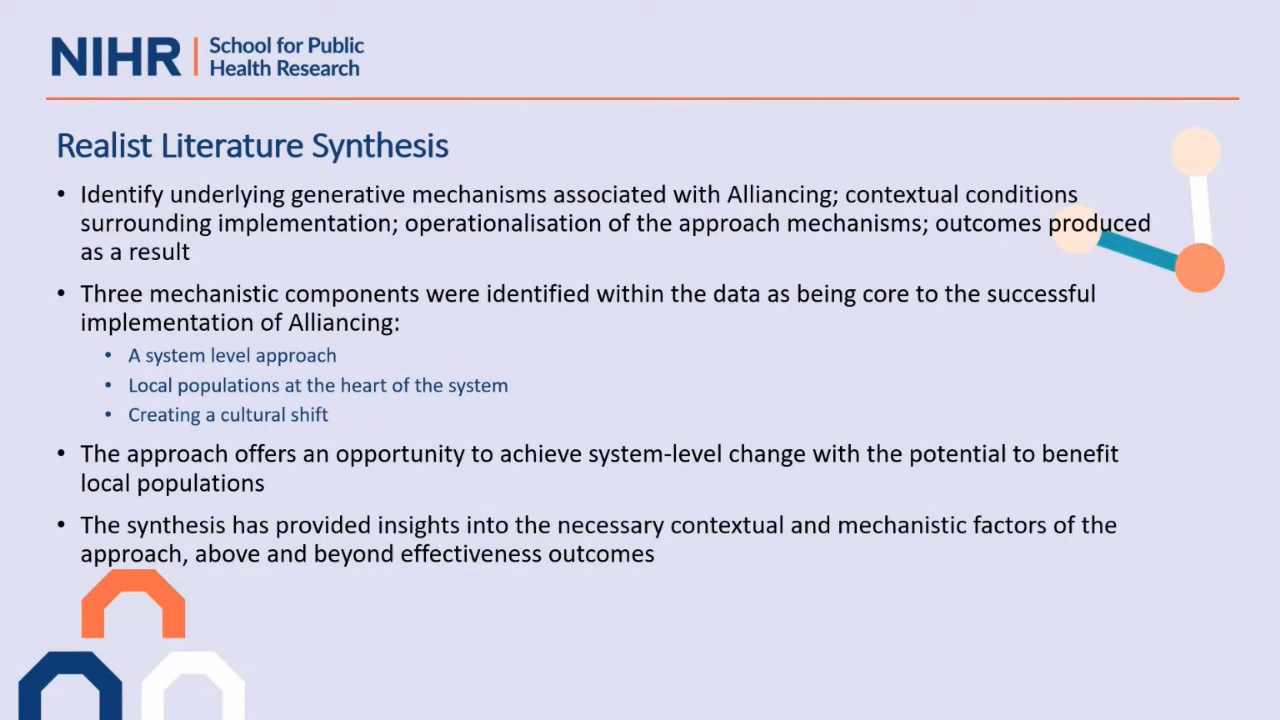 NIHR | School for Public
Health Research
Realist Literature Synthesis
• Identify underlying generative mechanisms associated with Alliancing; contextual conditions
surrounding implementation; operationalisation of the approach mechanisms; outcomes produced
as a result
• Three mechanistic components were identified within the data as being core to the successful
implementation of Alliancing:
• A system level approach
• Local populations at the heart of the system
• Creating a cultural shift
• The approach offers an opportunity to achieve system-level change with the potential to benefit
local populations
• The synthesis has provided insights into the necessary contextual and mechanistic factors of the
approach, above and beyond effectiveness outcomes